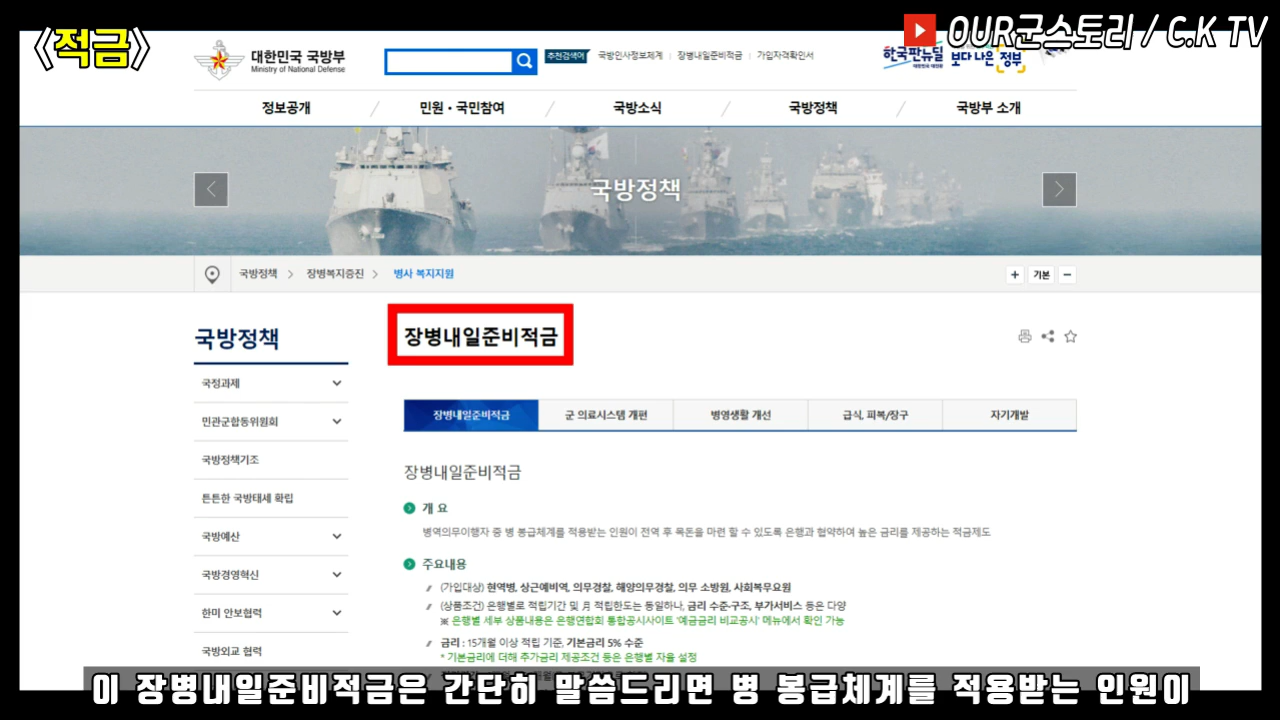 〈적금〉
OUR군스토리 / C.K TV
대한민국 국방부
Ministry of National Defense
추천검색어 국방인사정보체계 | 장병내일준비적금 | 가입자격확인서
한국판뉴딜
보다 나은 정부
정보공개 / 민원 • 국민참여 / 국방소식 / 국방정책 / 국방부 소개
국방정책
국방정책 > 장병복지증진 > 병사 복지지원
+ 기본 −
국방정책
장병내일준비적금
국정과제
민관군합동위원회
국방정책기조
튼튼한 국방태세 확립
국방예산
국방경영혁신
한미 안보협력
국방외교 협력
장병내일준비적금 군 의료시스템 개편 병영생활 개선 급식, 피복/장구 자기개발
장병내일준비적금
개 요
병역의무이행자 중 병 봉급체계를 적용받는 인원이 전역 후 목돈을 마련 할 수 있도록 은행과 협약하여 높은 금리를 제공하는 적금제도
주요내용
(가입대상) 현역병, 상근예비역, 의무경찰, 해양의무경찰, 의무 소방원, 사회복무요원
(상품조건) 은행별로 적립기간 및 月 적립한도는 동일하나, 금리 수준·구조, 부가서비스 등은 다양
※ 은행별 세부 상품내용은 은행연합회 통합공시사이트 '예금금리 비교공시' 메뉴에서 확인 가능
금리 : 15개월 이상 적립 기준, 기본금리 5% 수준
* 기본금리에 더해 추가금리 제공조건 등은 은행별 자율 설정
이 장병내일준비적금은 간단히 말씀드리면 병 봉급체계를 적용받는 인원이